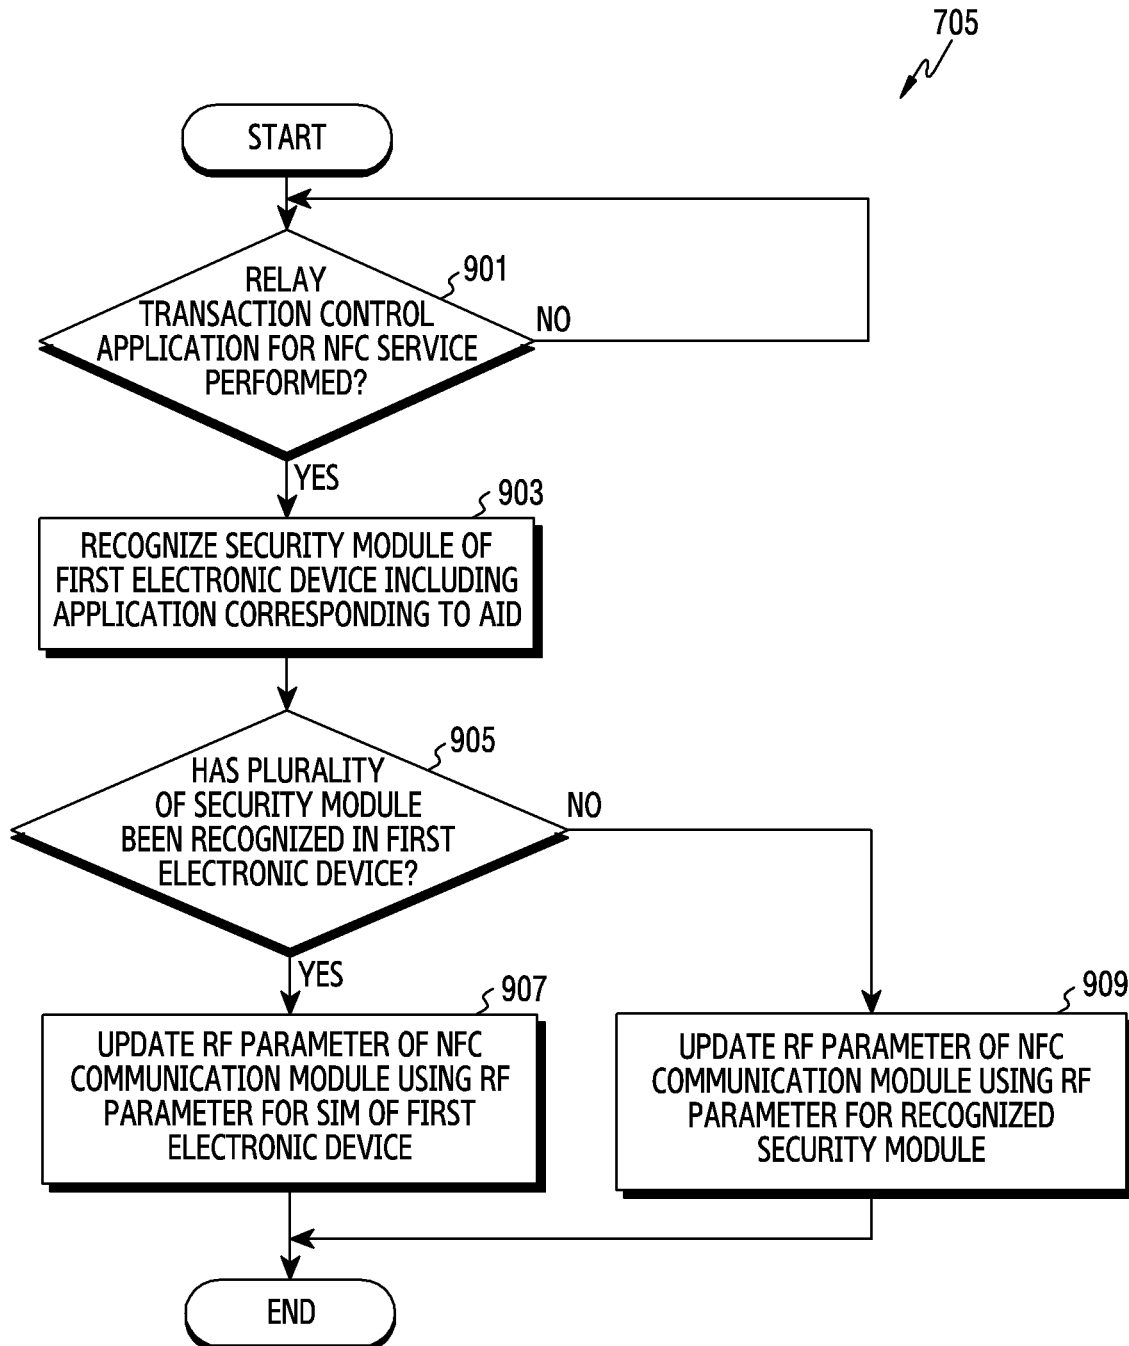 705
START
901
RELAY
TRANSACTION CONTROL
APPLICATION FOR NFC SERVICE
PERFORMED?
NO
YES
903
RECOGNIZE SECURITY MODULE OF
FIRST ELECTRONIC DEVICE INCLUDING
APPLICATION CORRESPONDING TO AID
905
HAS PLURALITY
OF SECURITY MODULE
BEEN RECOGNIZED IN FIRST
ELECTRONIC DEVICE?
NO
YES
907
UPDATE RF PARAMETER OF NFC
COMMUNICATION MODULE USING RF
PARAMETER FOR SIM OF FIRST
ELECTRONIC DEVICE
909
UPDATE RF PARAMETER OF NFC
COMMUNICATION MODULE USING RF
PARAMETER FOR RECOGNIZED
SECURITY MODULE
END